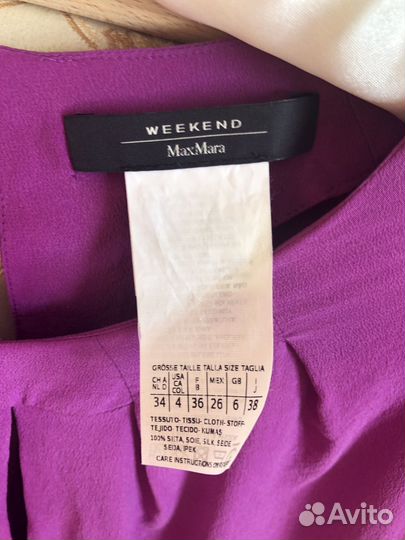 WEEKEND
MaxMara
GRÖSSE TAILLE TALLA SIZE TAGLIA
CH A USA F MEX GB I
NL D CA COL B J
34 4 36 26 6 38
TESSUTO-TISSU-CLOTH-STOFF
TEJIDO-TECIDO-KUMAŞ
100% SETA, SOIE, SILK SEIDE
SEDA, IPEK
CARE INSTRUCTIONS ON
Avito